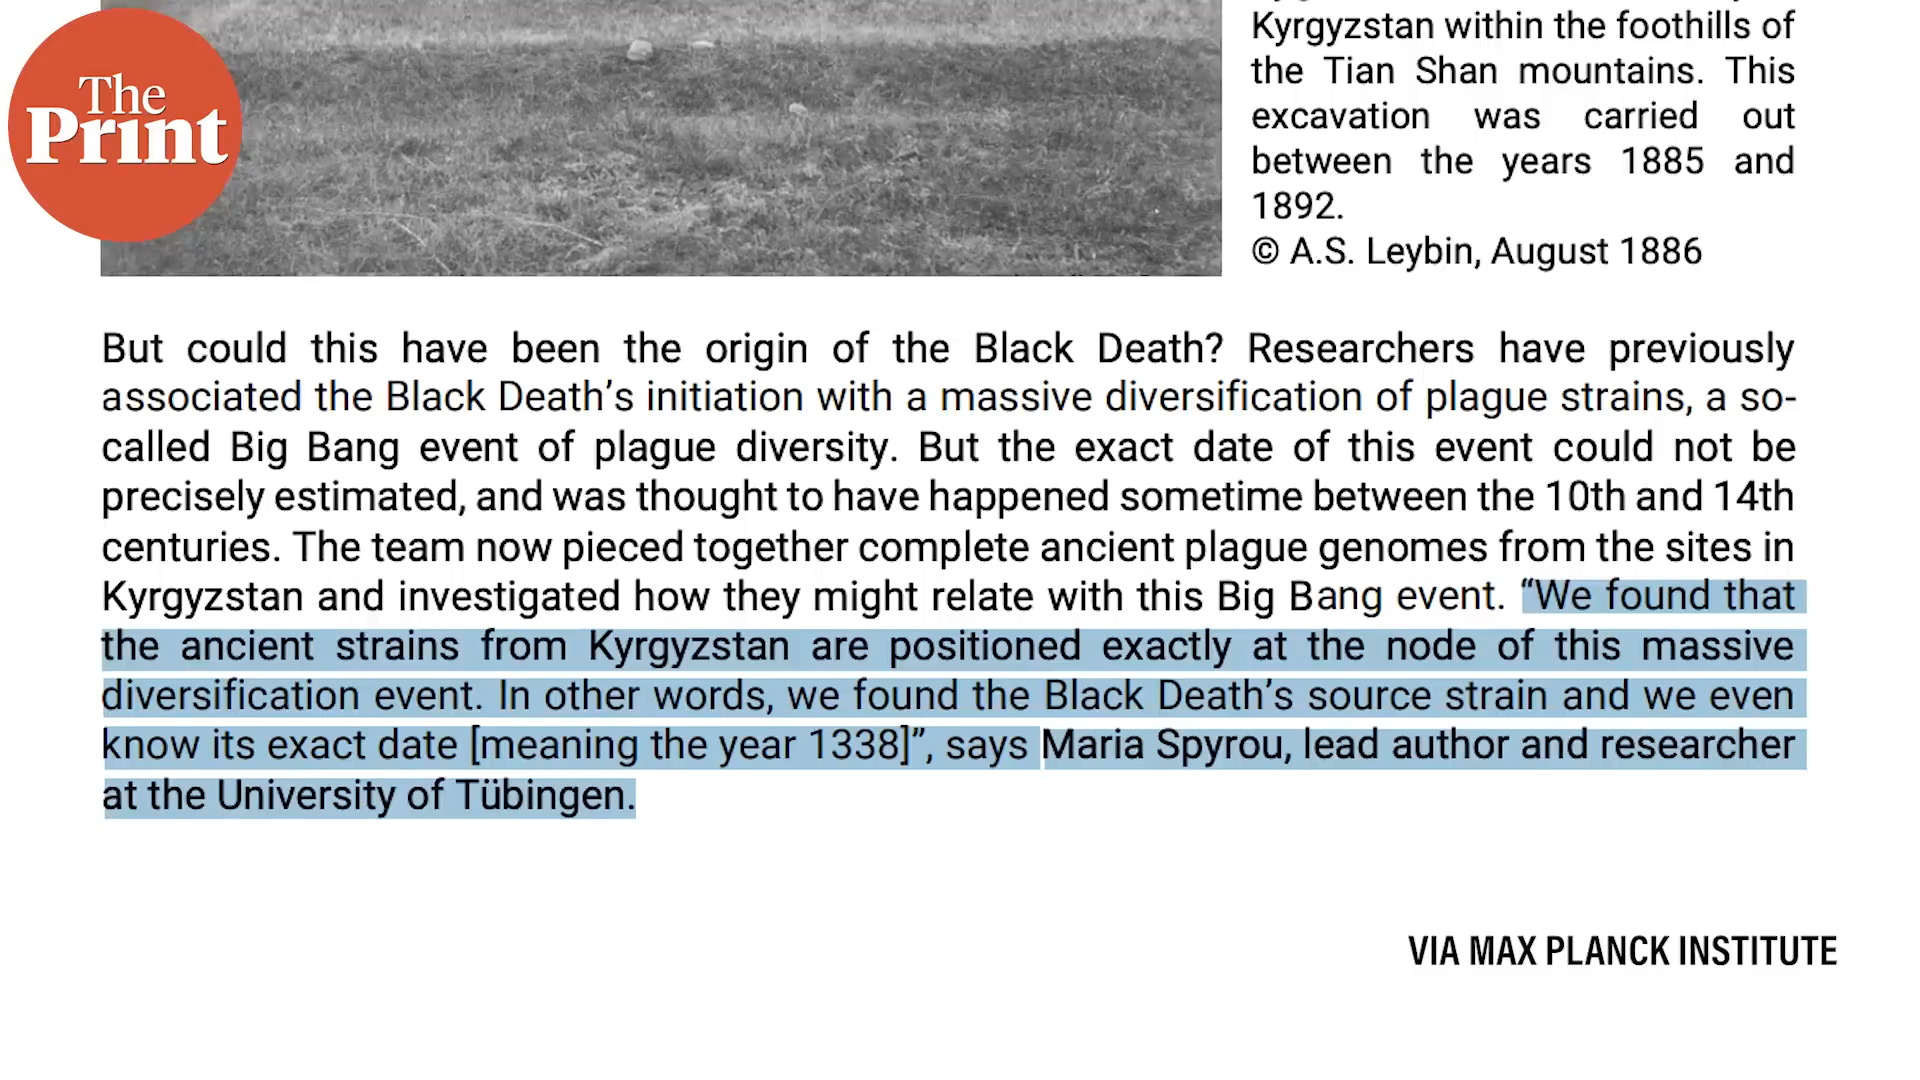 The
Print
Kyrgyzstan within the foothills of
the Tian Shan mountains. This
excavation was carried out
between the years 1885 and
1892.
© A.S. Leybin, August 1886
But could this have been the origin of the Black Death? Researchers have previously
associated the Black Death’s initiation with a massive diversification of plague strains, a so-
called Big Bang event of plague diversity. But the exact date of this event could not be
precisely estimated, and was thought to have happened sometime between the 10th and 14th
centuries. The team now pieced together complete ancient plague genomes from the sites in
Kyrgyzstan and investigated how they might relate with this Big Bang event. “We found that
the ancient strains from Kyrgyzstan are positioned exactly at the node of this massive
diversification event. In other words, we found the Black Death’s source strain and we even
know its exact date [meaning the year 1338]”, says Maria Spyrou, lead author and researcher
at the University of Tübingen.
VIA MAX PLANCK INSTITUTE